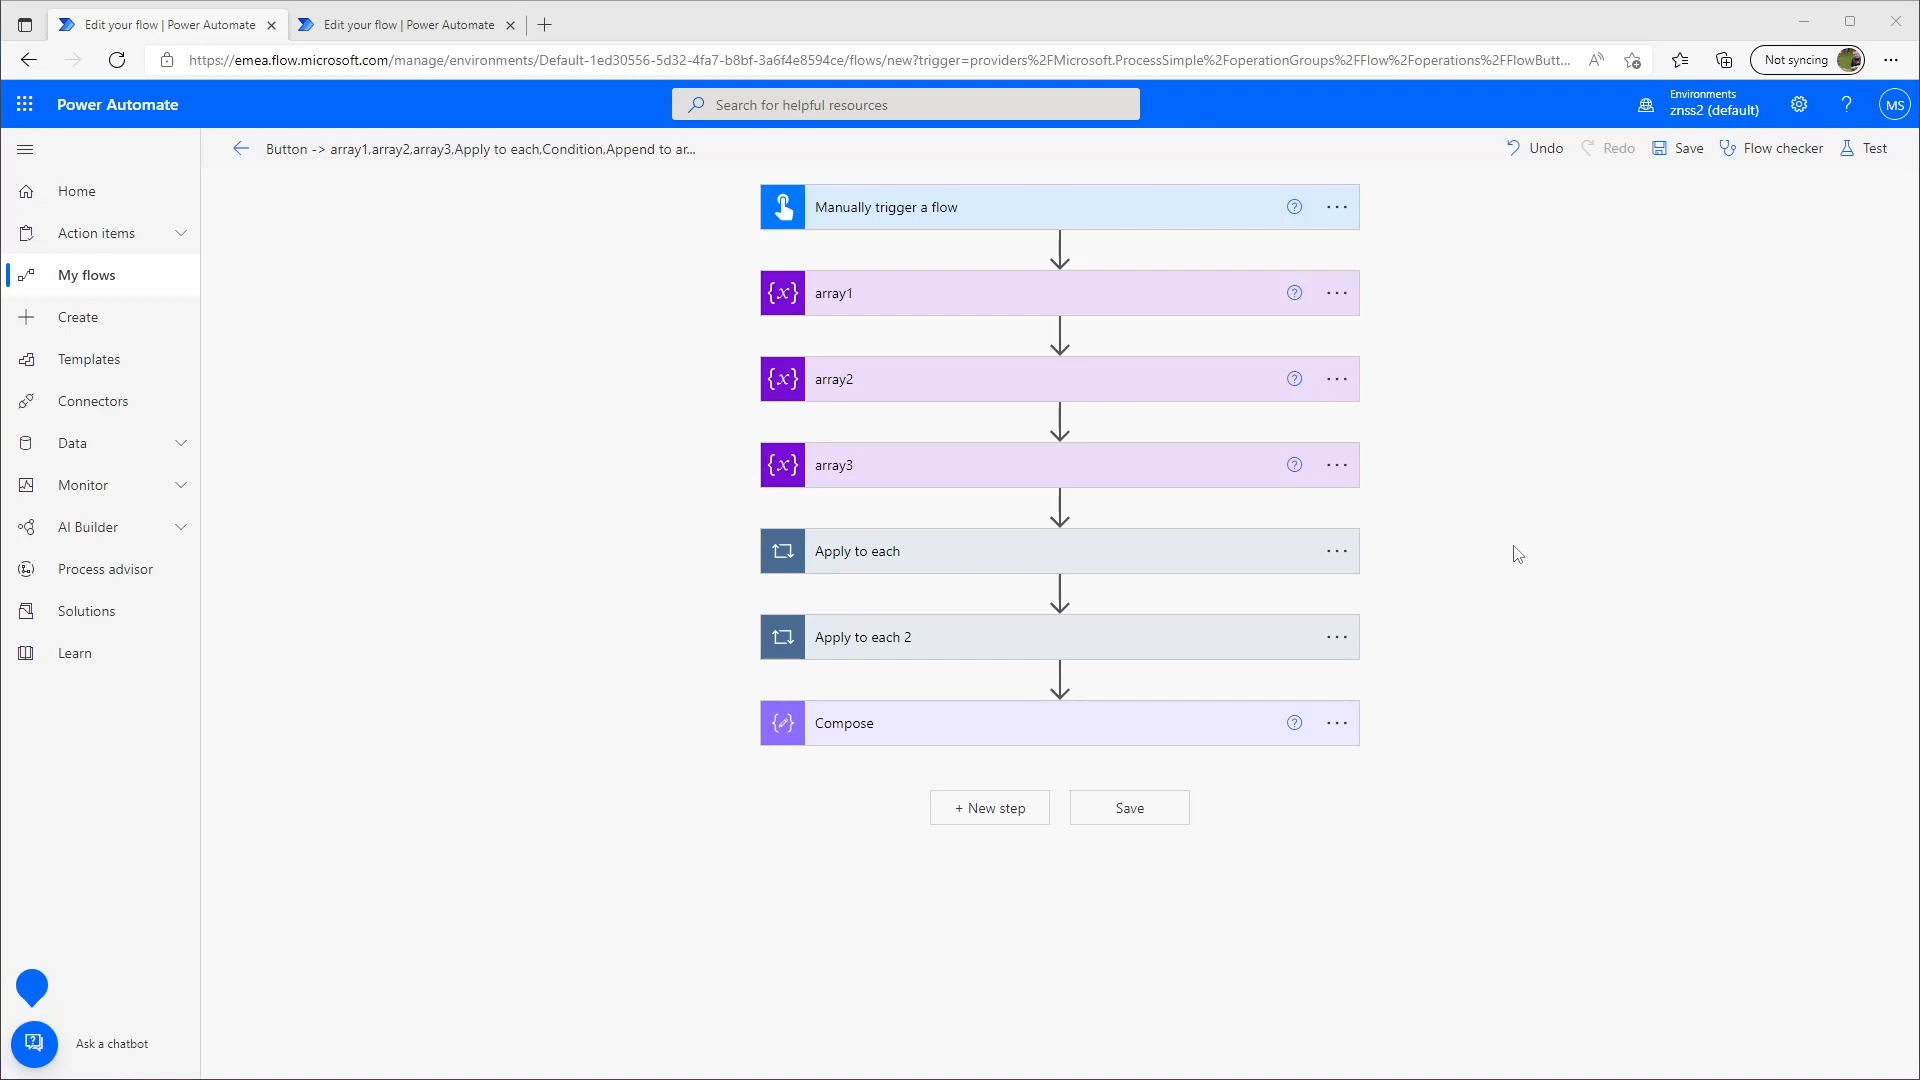 Edit your flow | Power Automate
Edit your flow | Power Automate
https://emea.flow.microsoft.com/manage/environments/Default-1ed30556-5d32-4fa7-b8bf-3a6f4e8594ce/flows/new?trigger=providers%2FMicrosoft.ProcessSimple%2FoperationGroups%2FFlow%2Foperations%2FFlowButt...
Not syncing
Power Automate
Search for helpful resources
Environments
znss2 (default)
MS
Button -> array1,array2,array3,Apply to each,Condition,Append to ar...
Undo
Redo
Save
Flow checker
Test
Home
Action items
My flows
Create
Templates
Connectors
Data
Monitor
AI Builder
Process advisor
Solutions
Learn
Ask a chatbot
Manually trigger a flow
{x} array1
{x} array2
{x} array3
Apply to each
Apply to each 2
Compose
+ New step
Save